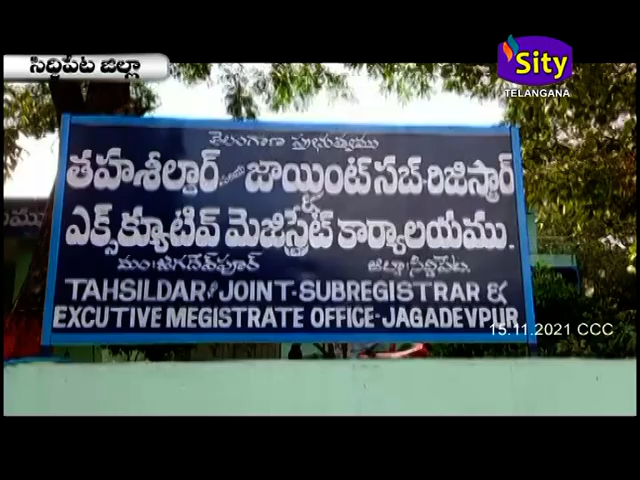 సిద్దిపేట జిల్లా
Sity
TELANGANA
తెలంగాణ ప్రభుత్వము
తహశీల్దార్ జాయింట్ సబ్ రిజిస్ట్రార్
&
ఎక్స్‌క్యూటివ్ మెజిస్ట్రేట్ కార్యాలయము.
మం:జగదేవ్‌పూర్ జిల్లా:సిద్దిపేట.
TAHSILDAR JOINT-SUBREGISTRAR &
EXCUTIVE MEGISTRATE OFFICE-JAGADEVPUR
15.11.2021 CCC